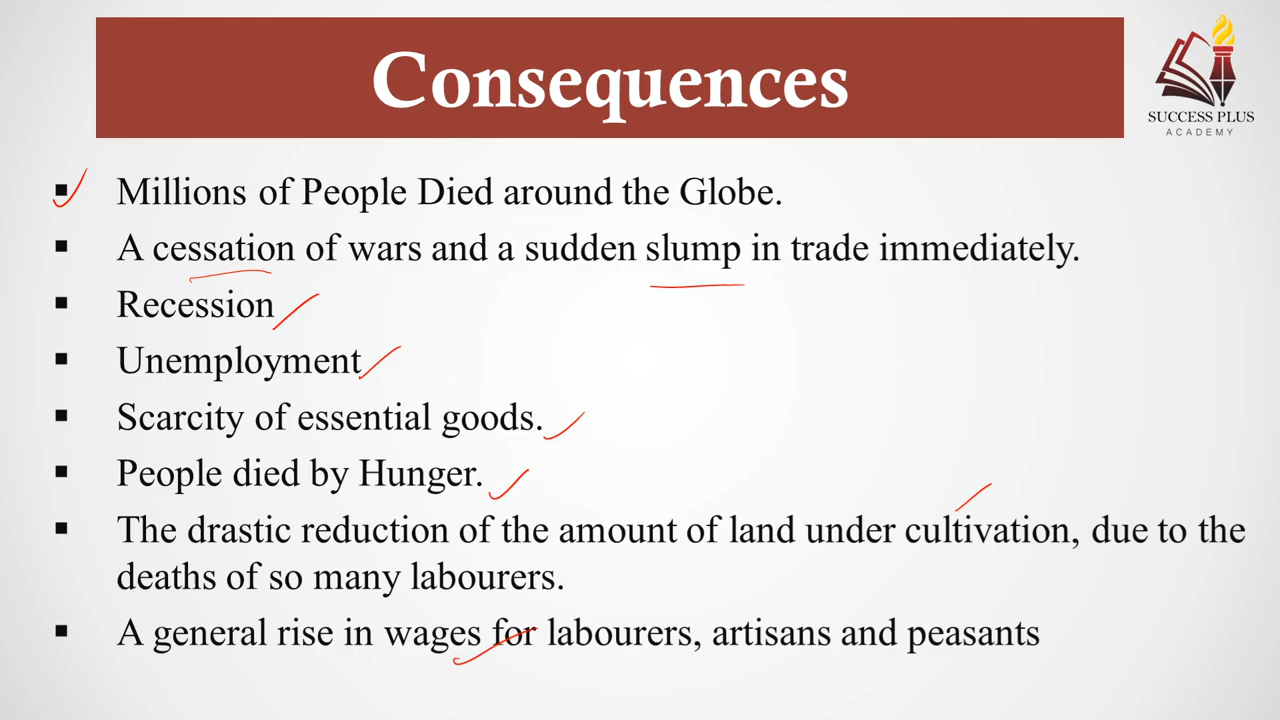 Consequences
SUCCESS PLUS
ACADEMY
▪ Millions of People Died around the Globe.
▪ A cessation of wars and a sudden slump in trade immediately.
▪ Recession
▪ Unemployment
▪ Scarcity of essential goods.
▪ People died by Hunger.
▪ The drastic reduction of the amount of land under cultivation, due to the
deaths of so many labourers.
▪ A general rise in wages for labourers, artisans and peasants